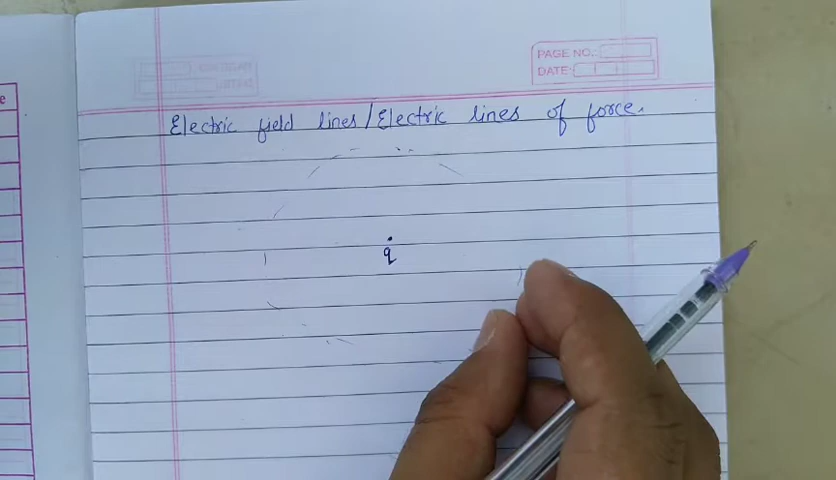 PAGE NO.:
DATE:
Electric field lines/Electric lines of force.
q
e